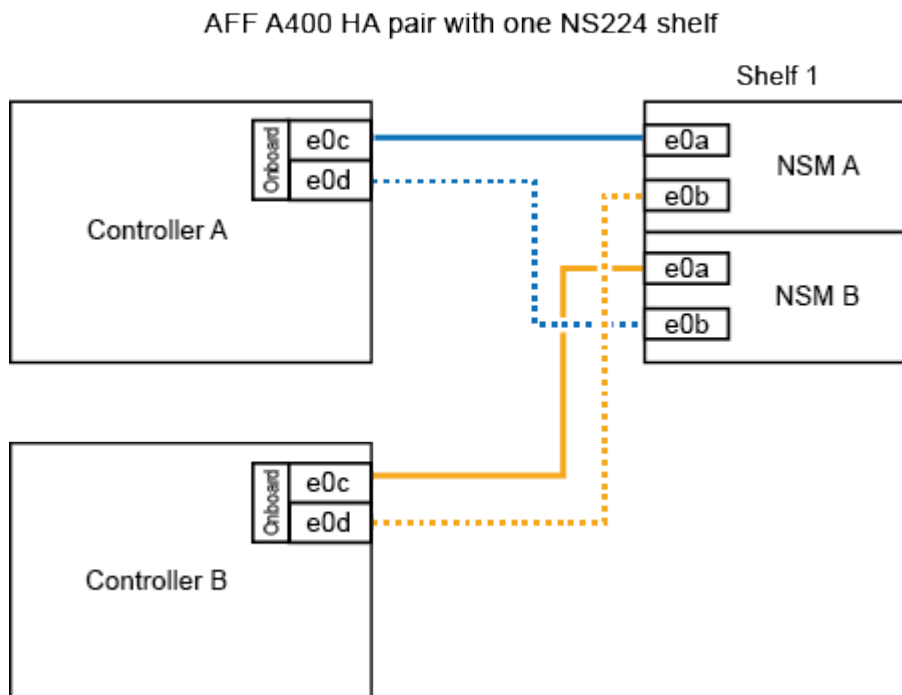 AFF A400 HA pair with one NS224 shelf
Shelf 1
Onboard
e0c
e0d
Controller A
e0a
e0b
NSM A
e0a
e0b
NSM B
Onboard
e0c
e0d
Controller B